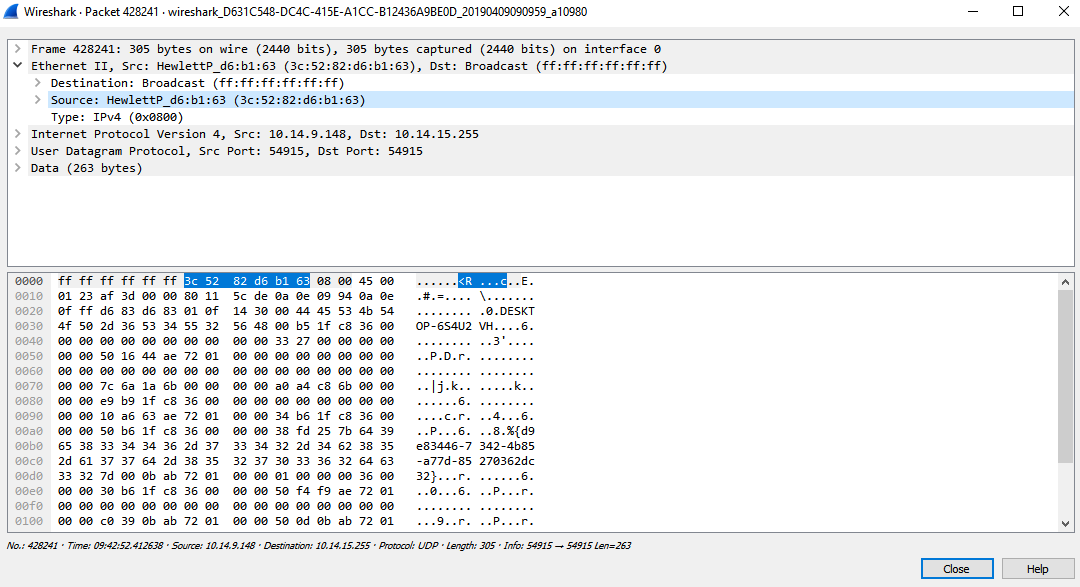 Wireshark · Packet 428241 · wireshark_D631C548-DC4C-415E-A1CC-B12436A9BE0D_20190409090959_a10980
Frame 428241: 305 bytes on wire (2440 bits), 305 bytes captured (2440 bits) on interface 0
Ethernet II, Src: HewlettP_d6:b1:63 (3c:52:82:d6:b1:63), Dst: Broadcast (ff:ff:ff:ff:ff:ff)
Destination: Broadcast (ff:ff:ff:ff:ff:ff)
Source: HewlettP_d6:b1:63 (3c:52:82:d6:b1:63)
Type: IPv4 (0x0800)
Internet Protocol Version 4, Src: 10.14.9.148, Dst: 10.14.15.255
User Datagram Protocol, Src Port: 54915, Dst Port: 54915
Data (263 bytes)
0000 ff ff ff ff ff ff 3c 52 82 d6 b1 63 08 00 45 00 ......<R ...c..E.
0010 01 23 af 3d 00 00 80 11 5c de 0a 0e 09 94 0a 0e .#.=.... \.......
0020 0f ff d6 83 d6 83 01 0f 14 30 00 44 45 53 4b 54 ........ .0.DESKT
0030 4f 50 2d 36 53 34 55 32 56 48 00 b5 1f c8 36 00 OP-6S4U2 VH....6.
0040 00 00 00 00 00 00 00 00 00 00 33 27 00 00 00 00 ........ ..3'....
0050 00 00 50 16 44 ae 72 01 00 00 00 00 00 00 00 00 ..P.D.r. ........
0060 00 00 00 00 00 00 00 00 00 00 00 00 00 00 00 00 ........ ........
0070 00 00 7c 6a 1a 6b 00 00 00 00 a0 a4 c8 6b 00 00 ..|j.k.. .....k..
0080 00 00 e9 b9 1f c8 36 00 00 00 00 00 00 00 00 00 ......6. ........
0090 00 00 10 a6 63 ae 72 01 00 00 34 b6 1f c8 36 00 ....c.r. ..4...6.
00a0 00 00 50 b6 1f c8 36 00 00 00 38 fd 25 7b 64 39 ..P...6. ..8.%{d9
00b0 65 38 33 34 34 36 2d 37 33 34 32 2d 34 62 38 35 e83446-7 342-4b85
00c0 2d 61 37 37 64 2d 38 35 32 37 30 33 36 32 64 63 -a77d-85 270362dc
00d0 33 32 7d 00 0b ab 72 01 00 00 01 00 00 00 36 00 32}...r. ......6.
00e0 00 00 30 b6 1f c8 36 00 00 00 50 f4 f9 ae 72 01 ..0...6. ..P...r.
00f0 00 00 00 00 00 00 00 00 00 00 00 00 00 00 00 00 ........ ........
0100 00 00 c0 39 0b ab 72 01 00 00 50 0d 0b ab 72 01 ...9..r. ..P...r.
No.: 428241 · Time: 09:42:52.412638 · Source: 10.14.9.148 · Destination: 10.14.15.255 · Protocol: UDP · Length: 305 · Info: 54915 → 54915 Len=263
Close Help